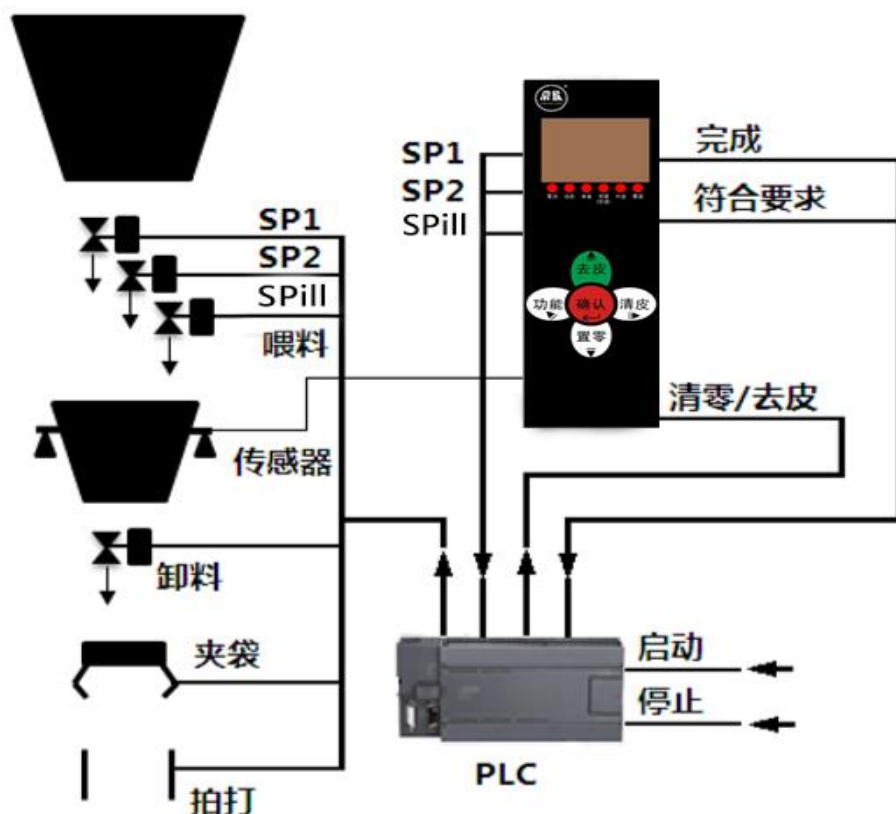 SP1
SP2
SPill
喂料
传感器
卸料
夹袋
拍打
SP1
SP2
SPill
去皮
功能
确认
清皮
置零
完成
符合要求
清零/去皮
启动
停止
PLC